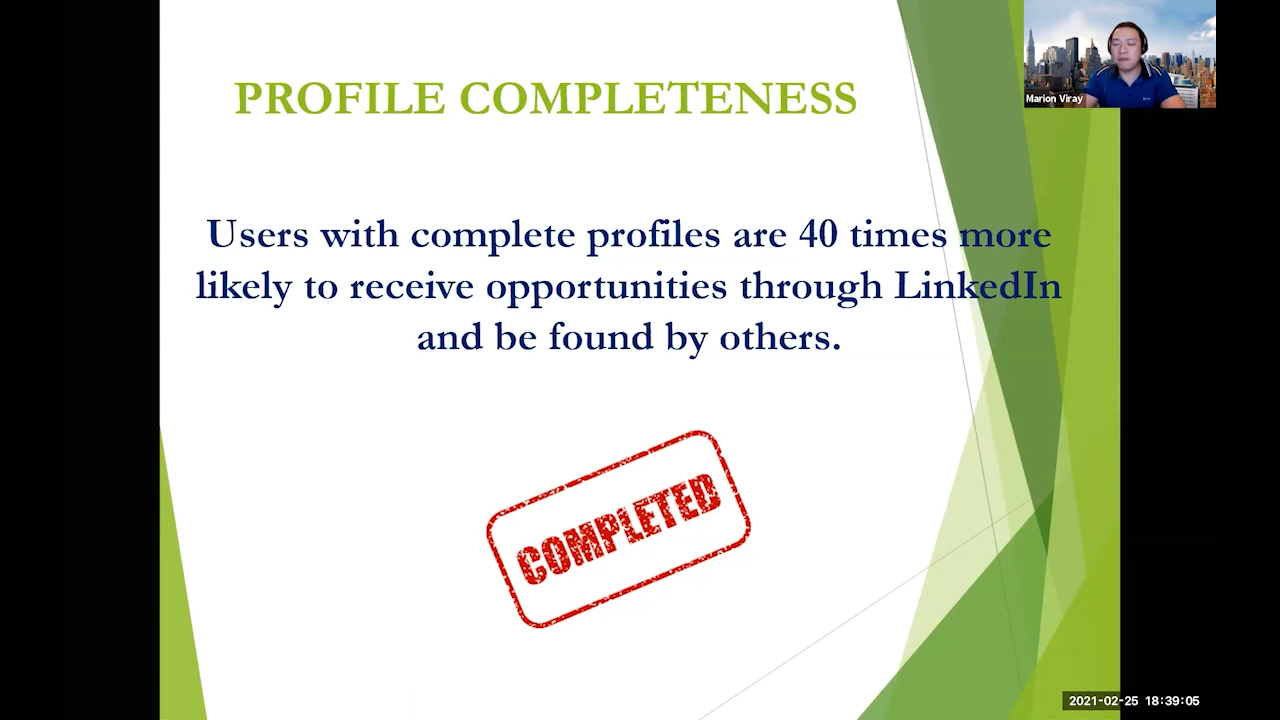 PROFILE COMPLETENESS
Marion Viray
Users with complete profiles are 40 times more
likely to receive opportunities through LinkedIn
and be found by others.
COMPLETED
2021-02-25 18:39:05